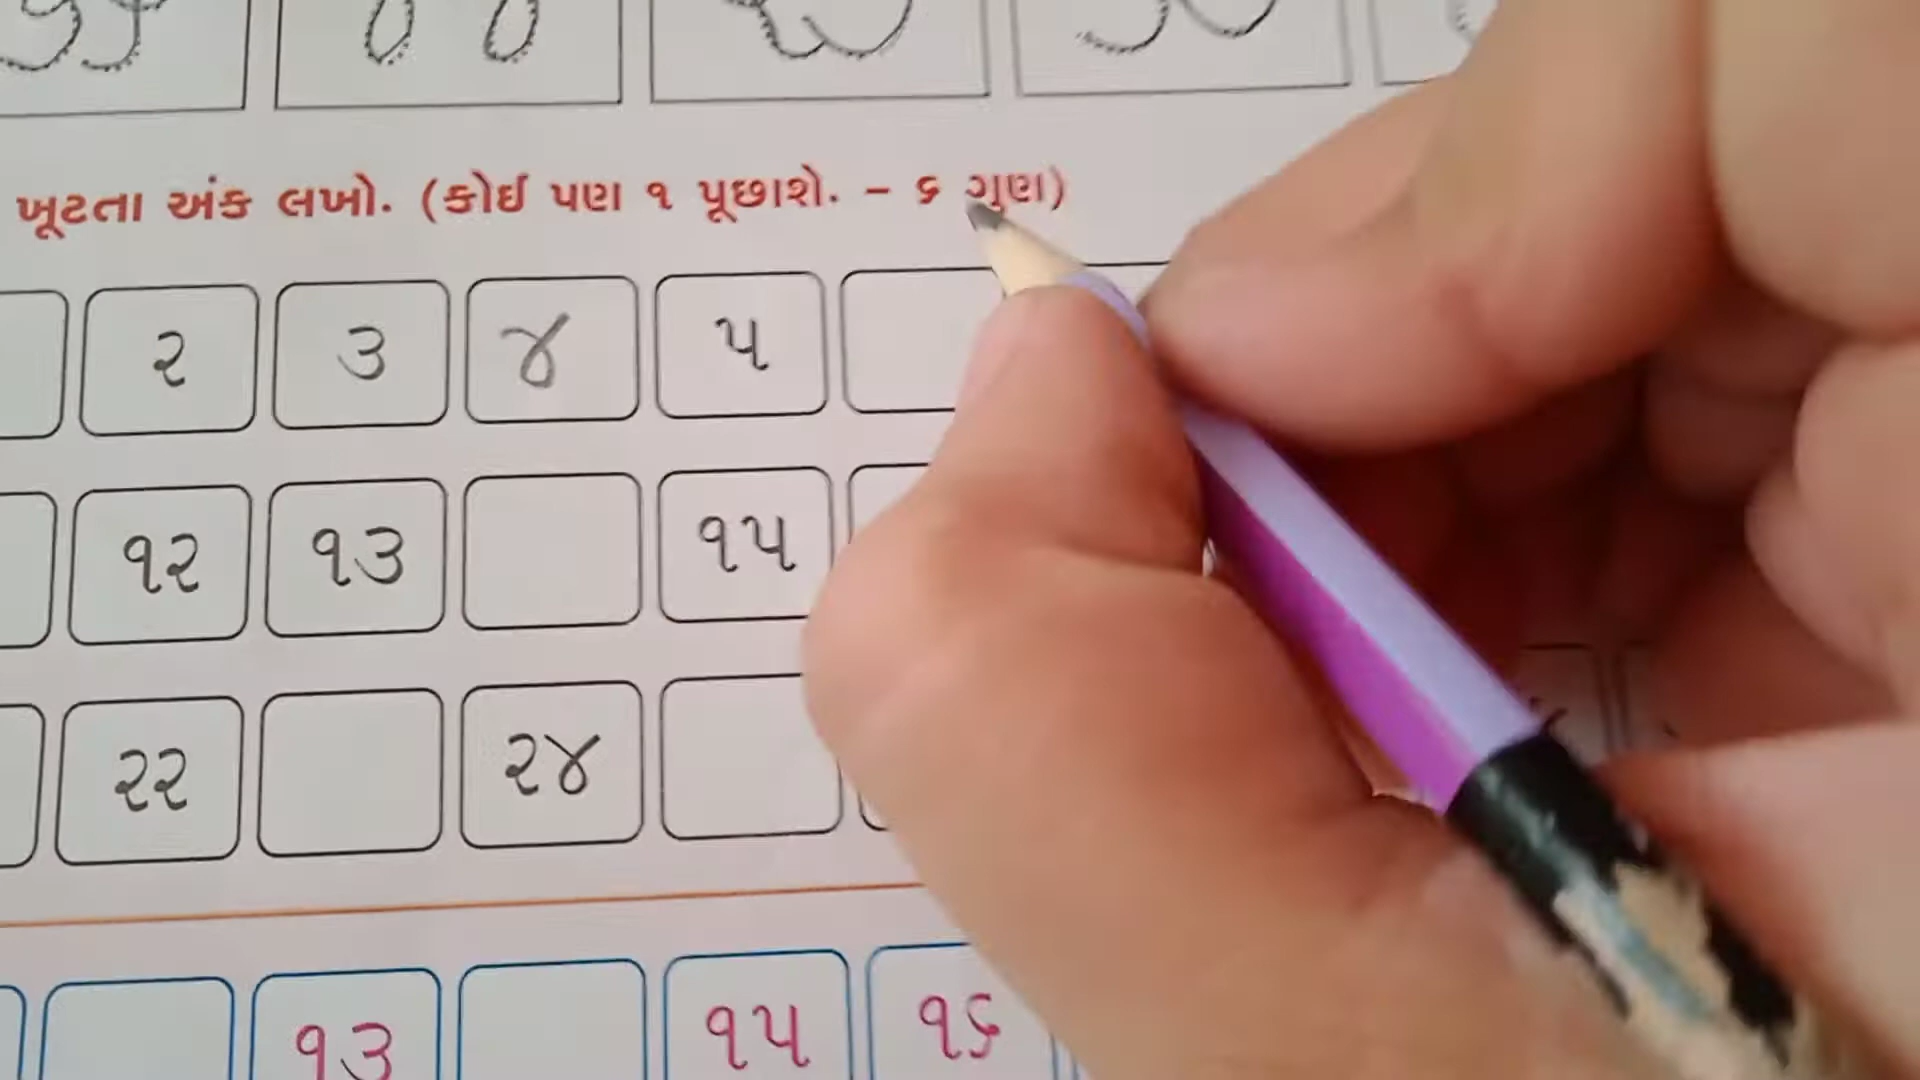 ખૂટતા અંક લખો. (કોઈ પણ ૧ પૂછાશે. – ૬ ગુણ)
૨ ૩ ૪ ૫
૧૨ ૧૩ ૧૫
૨૨ ૨૪
૧૩ ૧૫ ૧૬